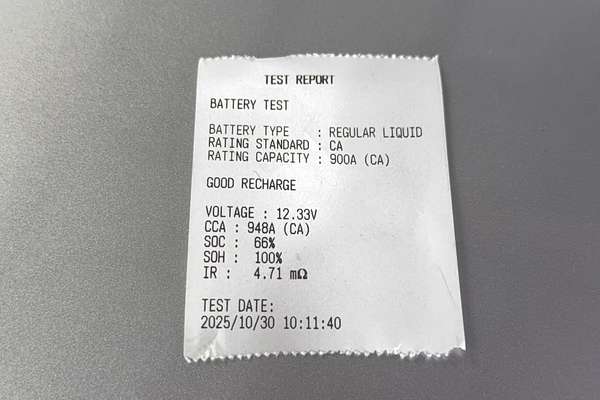 TEST REPORT
BATTERY TEST
BATTERY TYPE : REGULAR LIQUID
RATING STANDARD : CA
RATING CAPACITY : 900A (CA)
GOOD RECHARGE
VOLTAGE : 12.33V
CCA : 948A (CA)
SOC : 66%
SOH : 100%
IR : 4.71 mΩ
TEST DATE:
2025/10/30 10:11:40